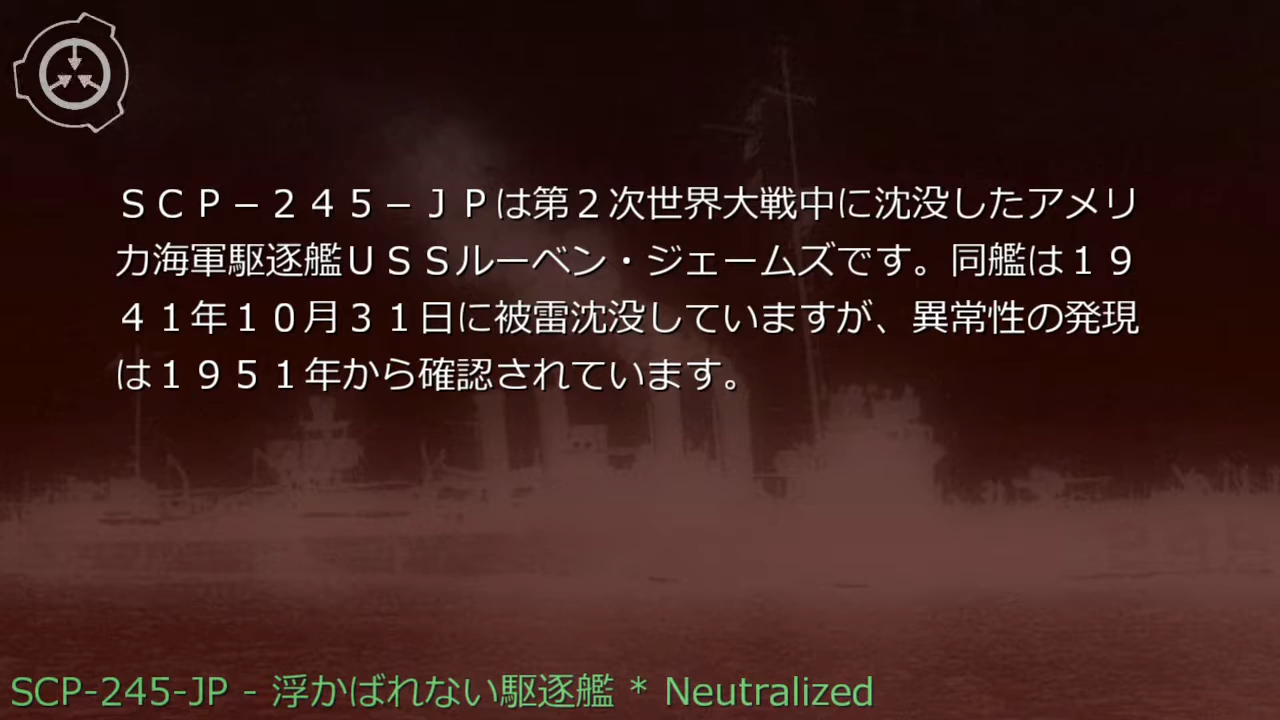 ＳＣＰ－２４５－ＪＰは第２次世界大戦中に沈没したアメリ
カ海軍駆逐艦ＵＳＳルーベン・ジェームズです。同艦は１９
４１年１０月３１日に被雷沈没していますが、異常性の発現
は１９５１年から確認されています。
SCP-245-JP - 浮かばれない駆逐艦 * Neutralized